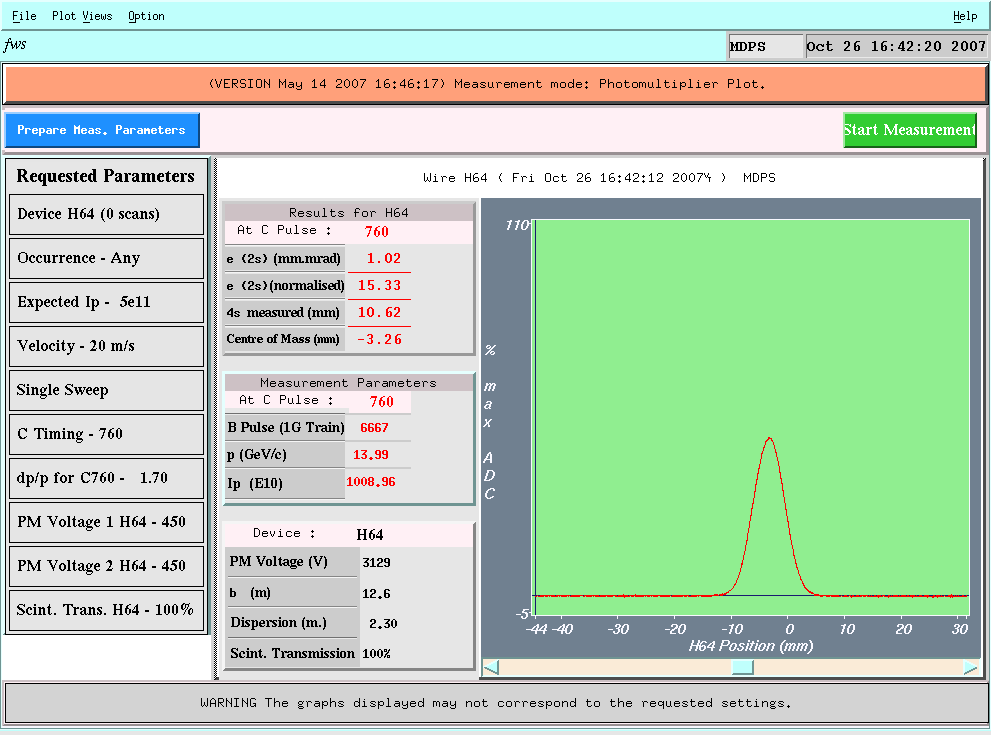 File Plot Views Option Help
fws MDPS Oct 26 16:42:20 2007
(VERSION May 14 2007 16:46:17) Measurement mode: Photomultiplier Plot.
Prepare Meas. Parameters Start Measurement
Requested Parameters
Device H64 (0 scans)
Occurrence - Any
Expected Ip - 5e11
Velocity - 20 m/s
Single Sweep
C Timing - 760
dp/p for C760 - 1.70
PM Voltage 1 H64 - 450
PM Voltage 2 H64 - 450
Scint. Trans. H64 - 100%
Wire H64 ( Fri Oct 26 16:42:12 2007 ) MDPS
Results for H64
At C Pulse : 760
e (2s) (mm.mrad) 1.02
e (2s)(normalised) 15.33
4s measured (mm) 10.62
Centre of Mass (mm) -3.26
Measurement Parameters
At C Pulse : 760
B Pulse (1G Train) 6667
p (GeV/c) 13.99
Ip (E10) 1008.96
Device : H64
PM Voltage (V) 3129
b (m) 12.6
Dispersion (m.) 2.30
Scint. Transmission 100%
110
% max ADC
-5
-44 -40 -30 -20 -10 0 10 20 30
H64 Position (mm)
WARNING The graphs displayed may not correspond to the requested settings.